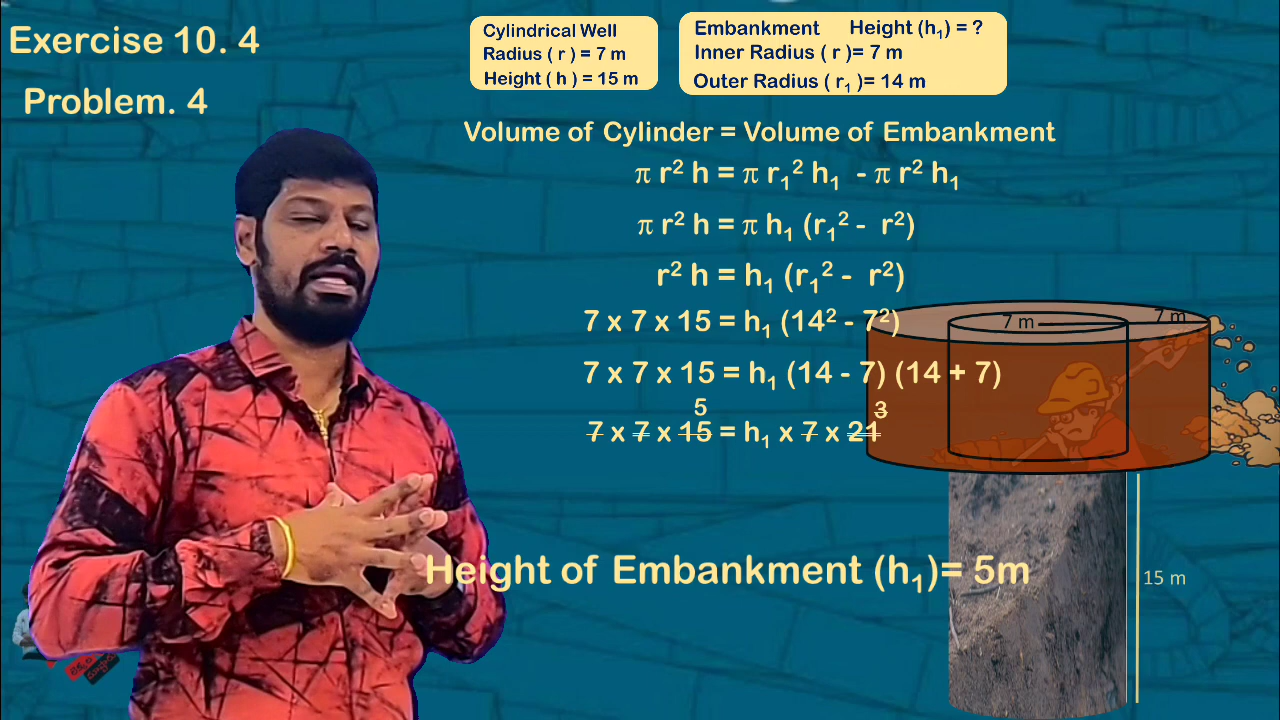 Exercise 10. 4
Problem. 4
Cylindrical Well
Radius ( r ) = 7 m
Height ( h ) = 15 m
Embankment Height (h₁) = ?
Inner Radius ( r )= 7 m
Outer Radius ( r₁ )= 14 m
Volume of Cylinder = Volume of Embankment
π r² h = π r₁² h₁ - π r² h₁
π r² h = π h₁ (r₁² - r²)
r² h = h₁ (r₁² - r²)
7 x 7 x 15 = h₁ (14² - 7²)
7 x 7 x 15 = h₁ (14 - 7) (14 + 7)
5 3
7 x 7 x 15 = h₁ x 7 x 21
Height of Embankment (h₁)= 5m
7 m 7 m
15 m